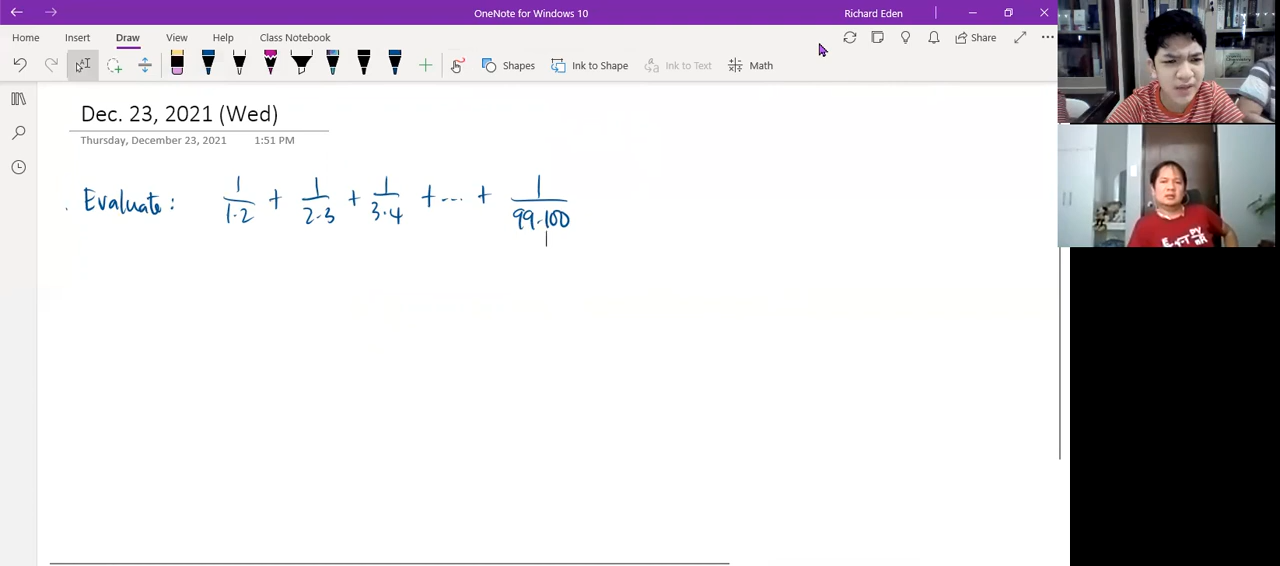 OneNote for Windows 10
Richard Eden
Home Insert Draw View Help Class Notebook
Share
Shapes Ink to Shape Ink to Text Math
Dec. 23, 2021 (Wed)
Thursday, December 23, 2021 1:51 PM
Evaluate: 1/1·2 + 1/2·3 + 1/3·4 + ... + 1/99·100